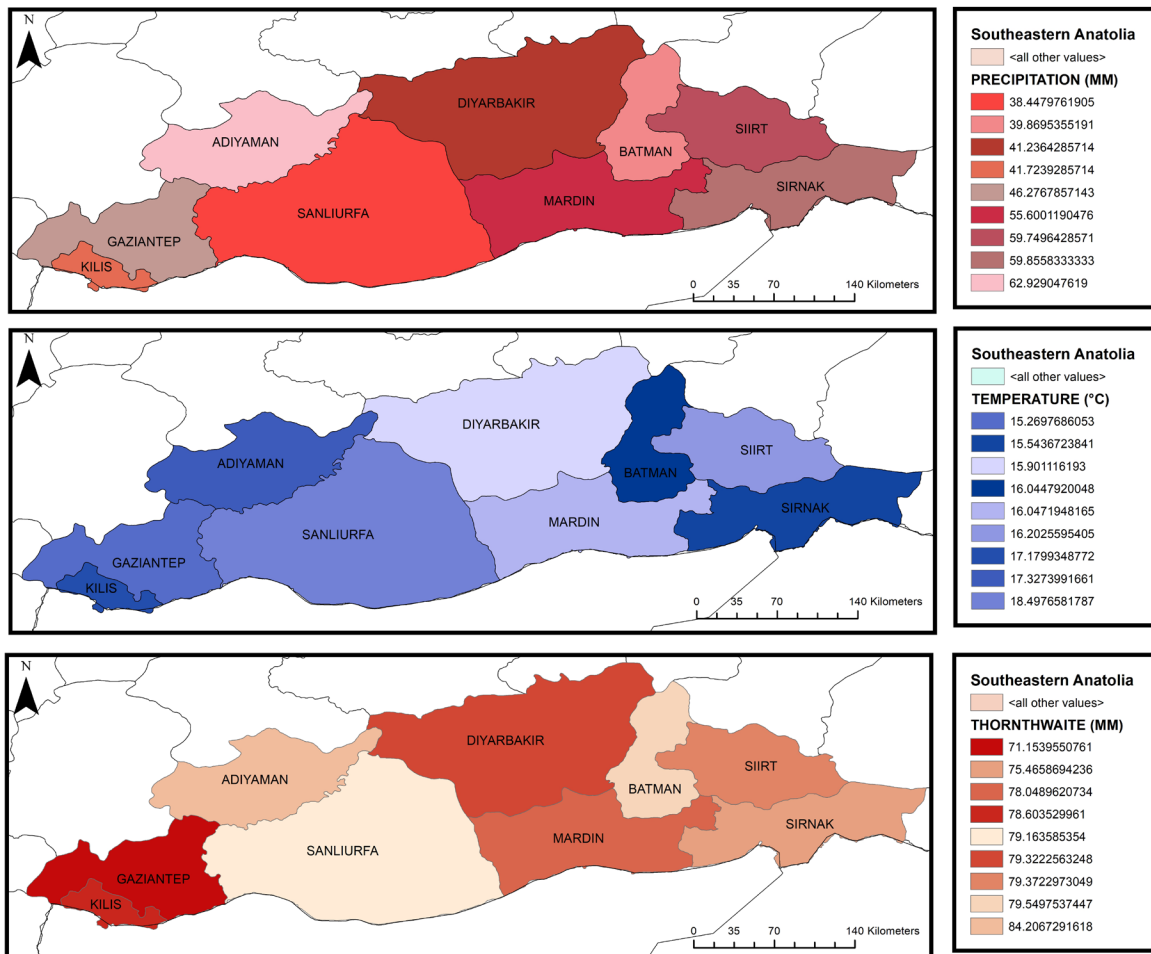 N
DIYARBAKIR
ADIYAMAN
SIIRT
BATMAN
SIRNAK
MARDIN
SANLIURFA
GAZIANTEP
KILIS
0 35 70 140 Kilometers
Southeastern Anatolia
<all other values>
PRECIPITATION (MM)
38.4479761905
39.8695355191
41.2364285714
41.7239285714
46.2767857143
55.6001190476
59.7496428571
59.8558333333
62.929047619
N
DIYARBAKIR
ADIYAMAN
SIIRT
BATMAN
SIRNAK
MARDIN
SANLIURFA
GAZIANTEP
KILIS
0 35 70 140 Kilometers
Southeastern Anatolia
<all other values>
TEMPERATURE (°C)
15.2697686053
15.5436723841
15.901116193
16.0447920048
16.0471948165
16.2025595405
17.1799348772
17.3273991661
18.4976581787
N
DIYARBAKIR
ADIYAMAN
SIIRT
BATMAN
SIRNAK
MARDIN
SANLIURFA
GAZIANTEP
KILIS
0 35 70 140 Kilometers
Southeastern Anatolia
<all other values>
THORNTHWAITE (MM)
71.1539550761
75.4658694236
78.0489620734
78.603529961
79.163585354
79.3222563248
79.3722973049
79.5497537447
84.2067291618